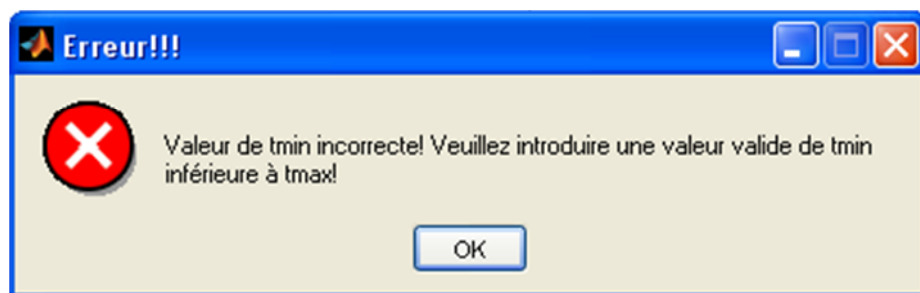 Erreur!!!
Valeur de tmin incorrecte! Veuillez introduire une valeur valide de tmin
inférieure à tmax!
OK